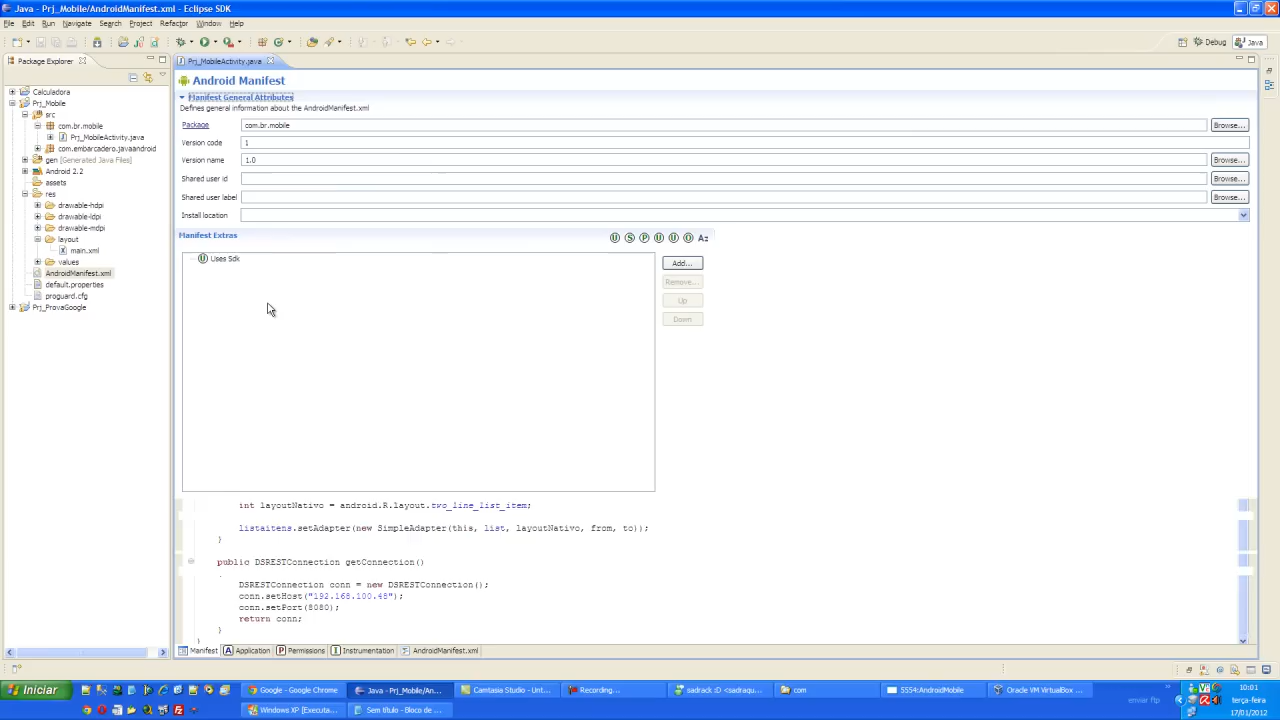 Java - Prj_Mobile/AndroidManifest.xml - Eclipse SDK
File Edit Run Navigate Search Project Refactor Window Help
Debug Java
Package Explorer
Prj_MobileActivity.java
Calculadora
Prj_Mobile
src
com.br.mobile
Prj_MobileActivity.java
com.embarcadero.javaandroid
gen [Generated Java Files]
Android 2.2
assets
res
drawable-hdpi
drawable-ldpi
drawable-mdpi
layout
main.xml
values
AndroidManifest.xml
default.properties
proguard.cfg
Prj_ProvaGoogle
Android Manifest
Manifest General Attributes
Defines general information about the AndroidManifest.xml
Package com.br.mobile Browse...
Version code 1
Version name 1.0 Browse...
Shared user id Browse...
Shared user label Browse...
Install location
Manifest Extras U S P U U O Az
U Uses Sdk
Add...
Remove...
Up
Down
int layoutNativo = android.R.layout.two_line_list_item;
listaitens.setAdapter(new SimpleAdapter(this, list, layoutNativo, from, to));
}
public DSRESTConnection getConnection()
DSRESTConnection conn = new DSRESTConnection();
conn.setHost("192.168.100.48");
conn.setPort(8080);
return conn;
}
}
Manifest A Application P Permissions I Instrumentation AndroidManifest.xml
Iniciar
Google - Google Chrome
Java - Prj_Mobile/An...
Camtasia Studio - Unt...
Recording...
sadrack :D <sadraqu...
com
5554:AndroidMobile
Oracle VM VirtualBox ...
Windows XP [Executa...
Sem título - Bloco de ...
enviar ftp
10:01
terça-feira
17/01/2012